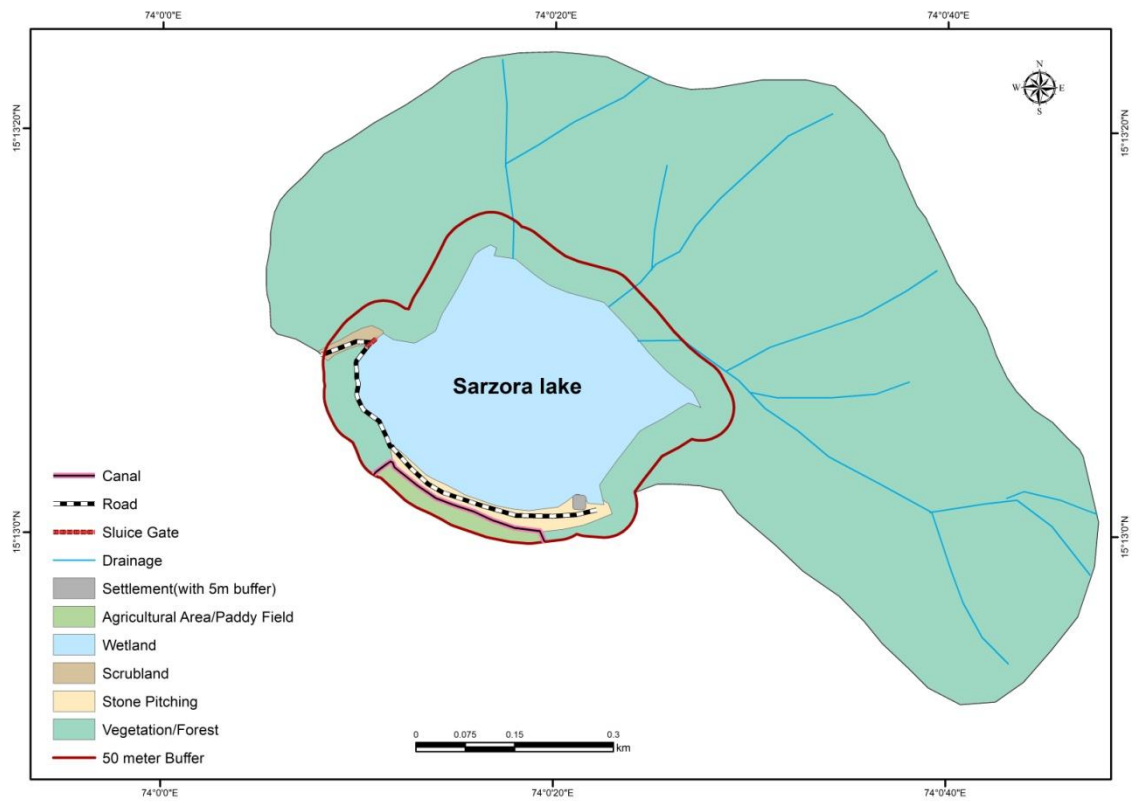 74°0'0"E
74°0'20"E
74°0'40"E
15°13'20"N
15°13'20"N
N
W
E
S
Sarzora lake
Canal
Road
Sluice Gate
Drainage
Settlement(with 5m buffer)
Agricultural Area/Paddy Field
Wetland
Scrubland
Stone Pitching
Vegetation/Forest
50 meter Buffer
15°13'0"N
15°13'0"N
0
0.075
0.15
0.3
km
74°0'0"E
74°0'20"E
74°0'40"E